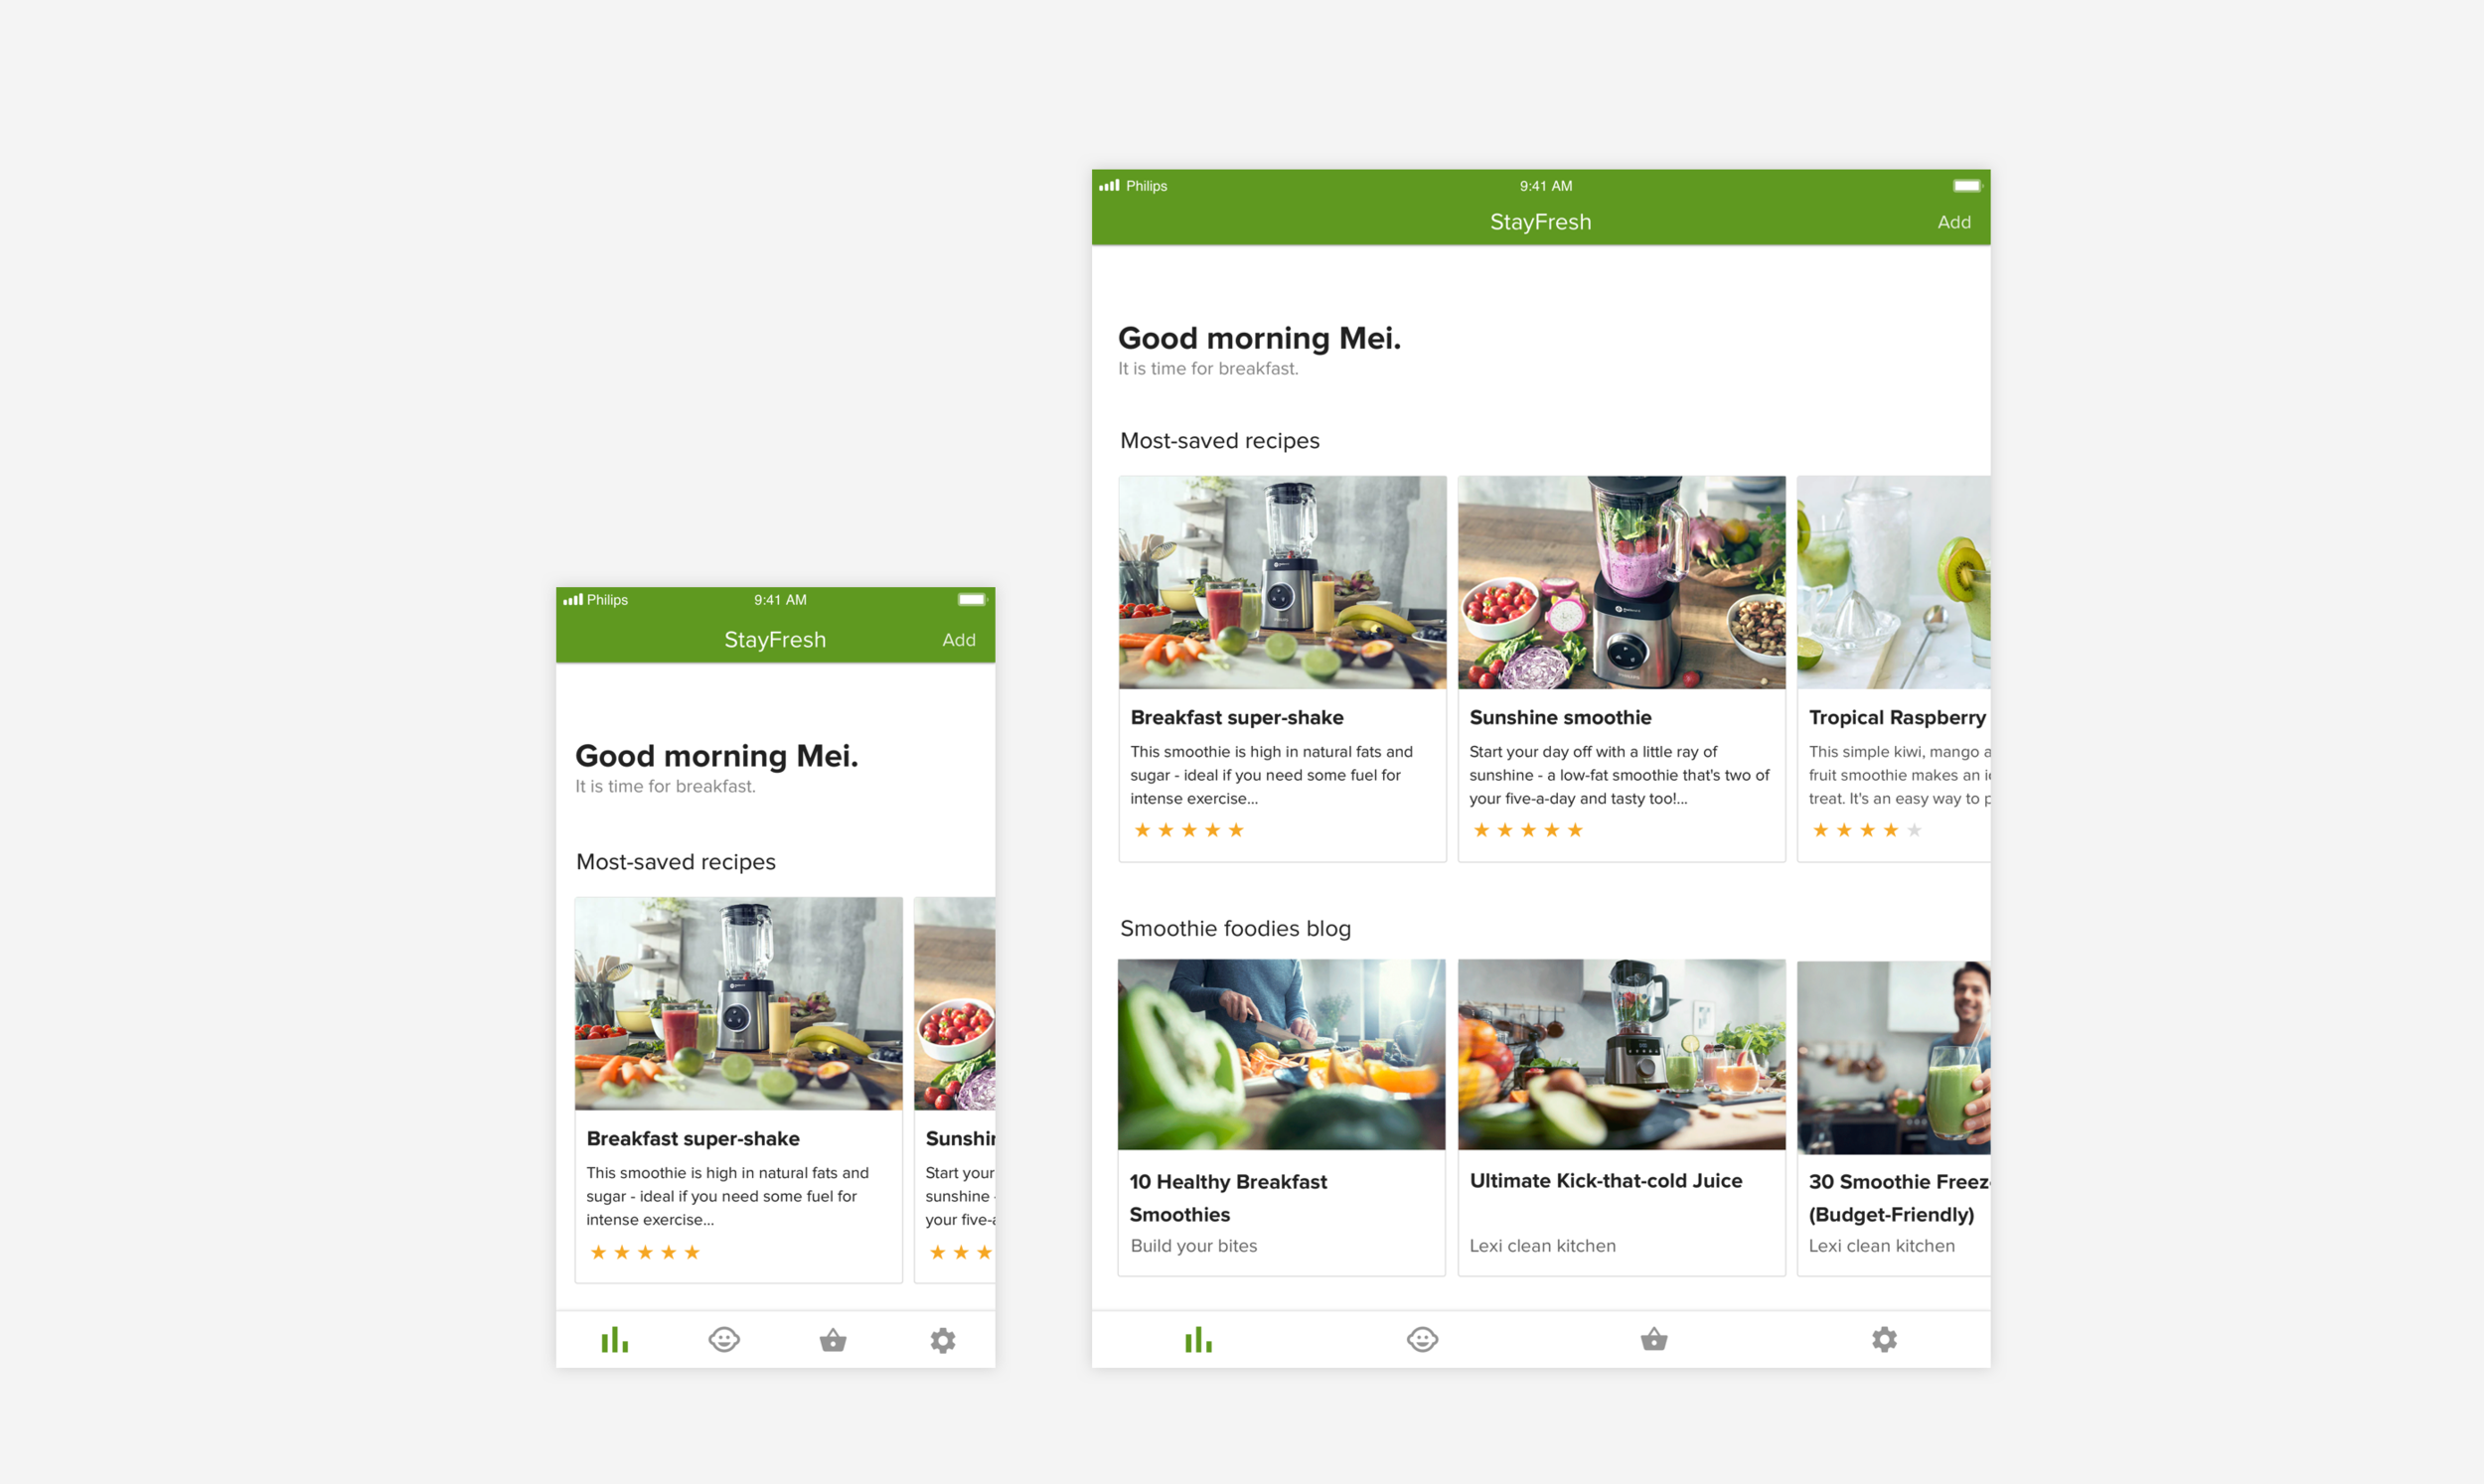 Philips 9:41 AM
StayFresh Add
Good morning Mei.
It is time for breakfast.
Most-saved recipes
Breakfast super-shake
This smoothie is high in natural fats and
sugar - ideal if you need some fuel for
intense exercise...
Sunshin
Start your
sunshine -
your five-a
Philips 9:41 AM
StayFresh Add
Good morning Mei.
It is time for breakfast.
Most-saved recipes
Breakfast super-shake
This smoothie is high in natural fats and
sugar - ideal if you need some fuel for
intense exercise...
Sunshine smoothie
Start your day off with a little ray of
sunshine - a low-fat smoothie that's two of
your five-a-day and tasty too!...
Tropical Raspberry
This simple kiwi, mango a
fruit smoothie makes an
treat. It's an easy way to
Smoothie foodies blog
10 Healthy Breakfast
Smoothies
Build your bites
Ultimate Kick-that-cold Juice
Lexi clean kitchen
30 Smoothie Freez
(Budget-Friendly)
Lexi clean kitchen